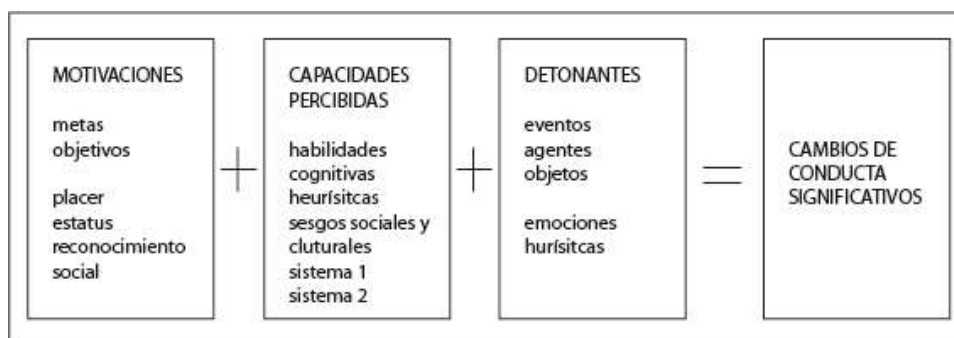 MOTIVACIONES
metas
objetivos
placer
estatus
reconocimiento
social
+
CAPACIDADES
PERCIBIDAS
habilidades
cognitivas
heurísitcas
sesgos sociales y
cluturales
sistema 1
sistema 2
+
DETONANTES
eventos
agentes
objetos
emociones
hurísitcas
=
CAMBIOS DE
CONDUCTA
SIGNIFICATIVOS